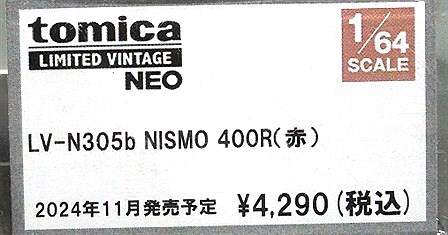 tomica
LIMITED VINTAGE
NEO
1/64
SCALE
LV-N305b NISMO 400R(赤)
2024年11月発売予定 ¥4,290(税込)